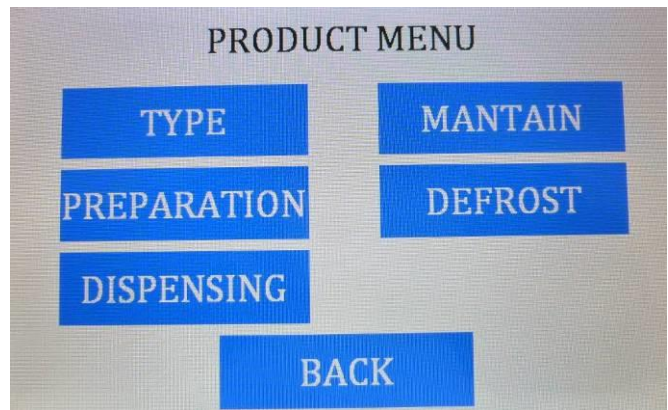 PRODUCT MENU
TYPE
MANTAIN
PREPARATION
DEFROST
DISPENSING
BACK